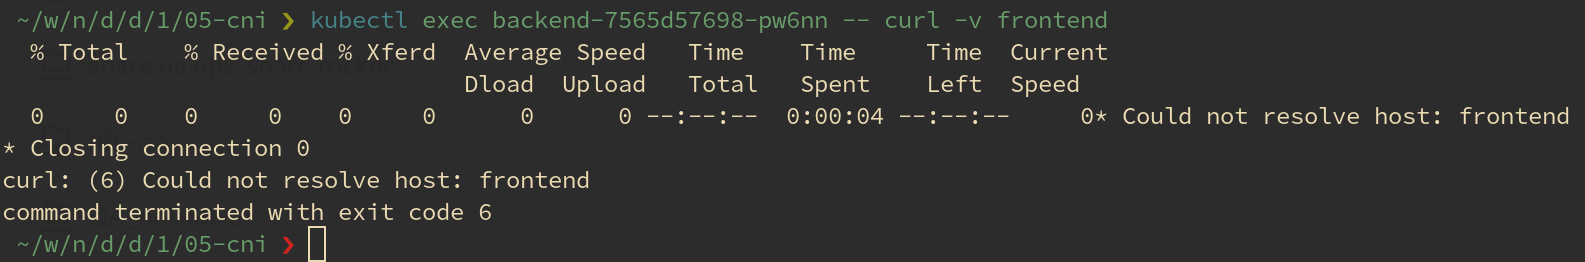 ~/w/n/d/d/1/05-cni ❯ kubectl exec backend-7565d57698-pw6nn -- curl -v frontend
% Total % Received % Xferd Average Speed Time Time Time Current
Dload Upload Total Spent Left Speed
0 0 0 0 0 0 0 0 --:--:-- 0:00:04 --:--:-- 0* Could not resolve host: frontend
* Closing connection 0
curl: (6) Could not resolve host: frontend
command terminated with exit code 6
~/w/n/d/d/1/05-cni ❯